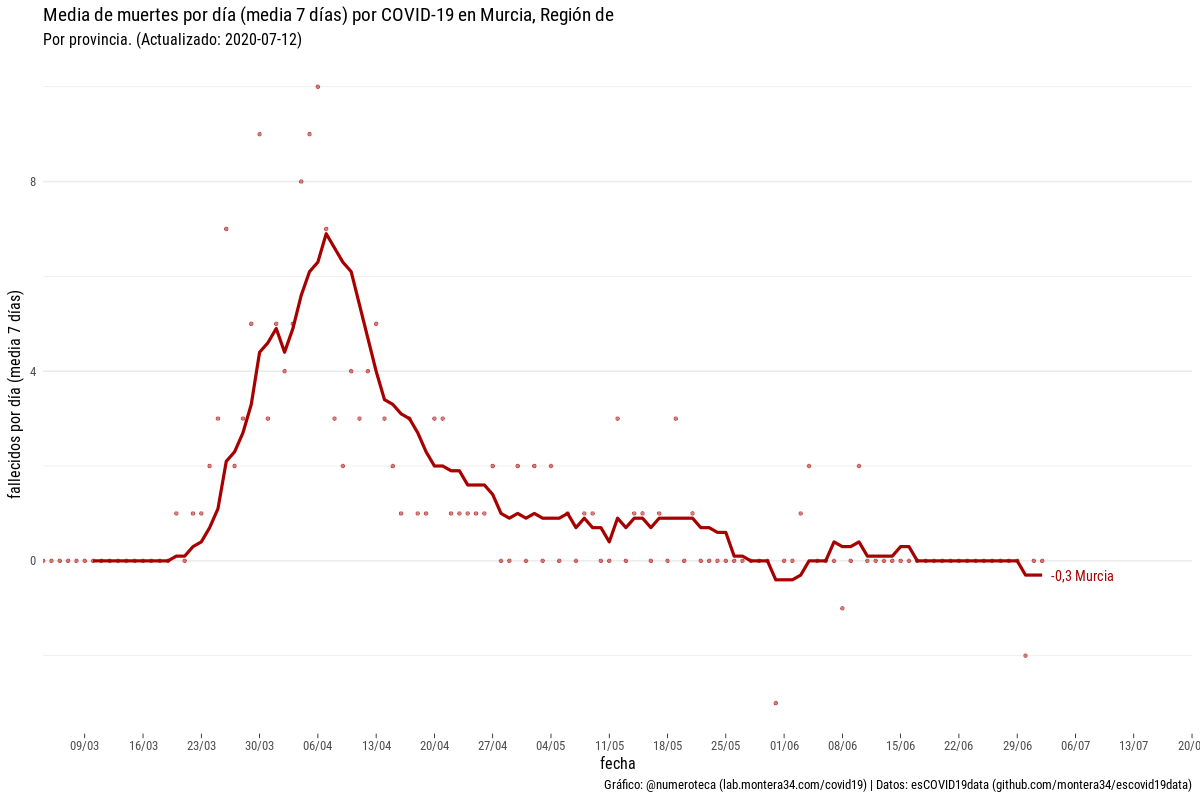 Media de muertes por día (media 7 días) por COVID-19 en Murcia, Región de
Por provincia. (Actualizado: 2020-07-12)
fallecidos por día (media 7 días)
8
4
0
-0,3 Murcia
09/03 16/03 23/03 30/03 06/04 13/04 20/04 27/04 04/05 11/05 18/05 25/05 01/06 08/06 15/06 22/06 29/06 06/07 13/07 20/0
fecha
Gráfico: @numeroteca (lab.montera34.com/covid19) | Datos: esCOVID19data (github.com/montera34/escovid19data)